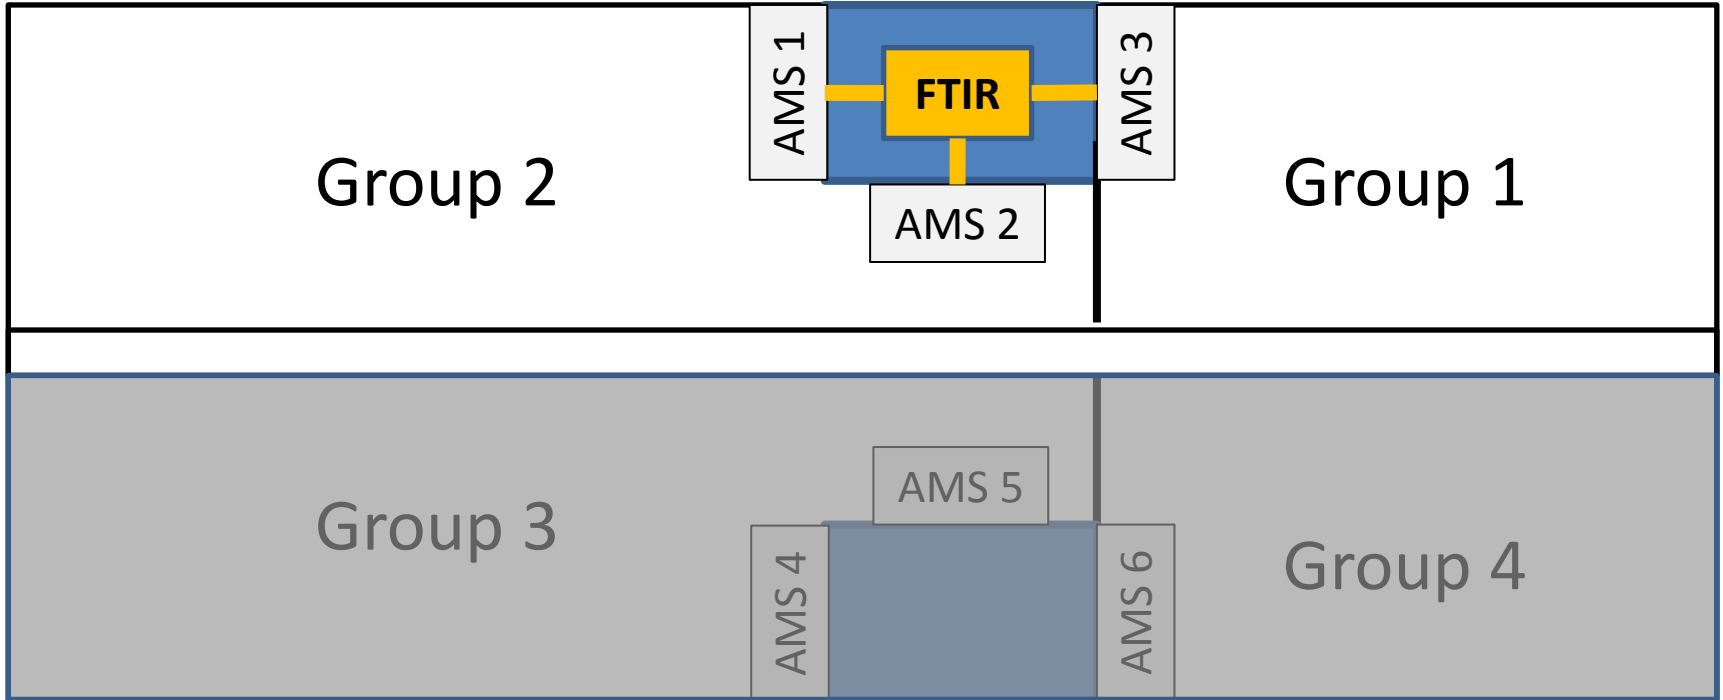 AMS 1
FTIR
AMS 3
Group 2
Group 1
AMS 2
AMS 5
Group 3
Group 4
AMS 4
AMS 6